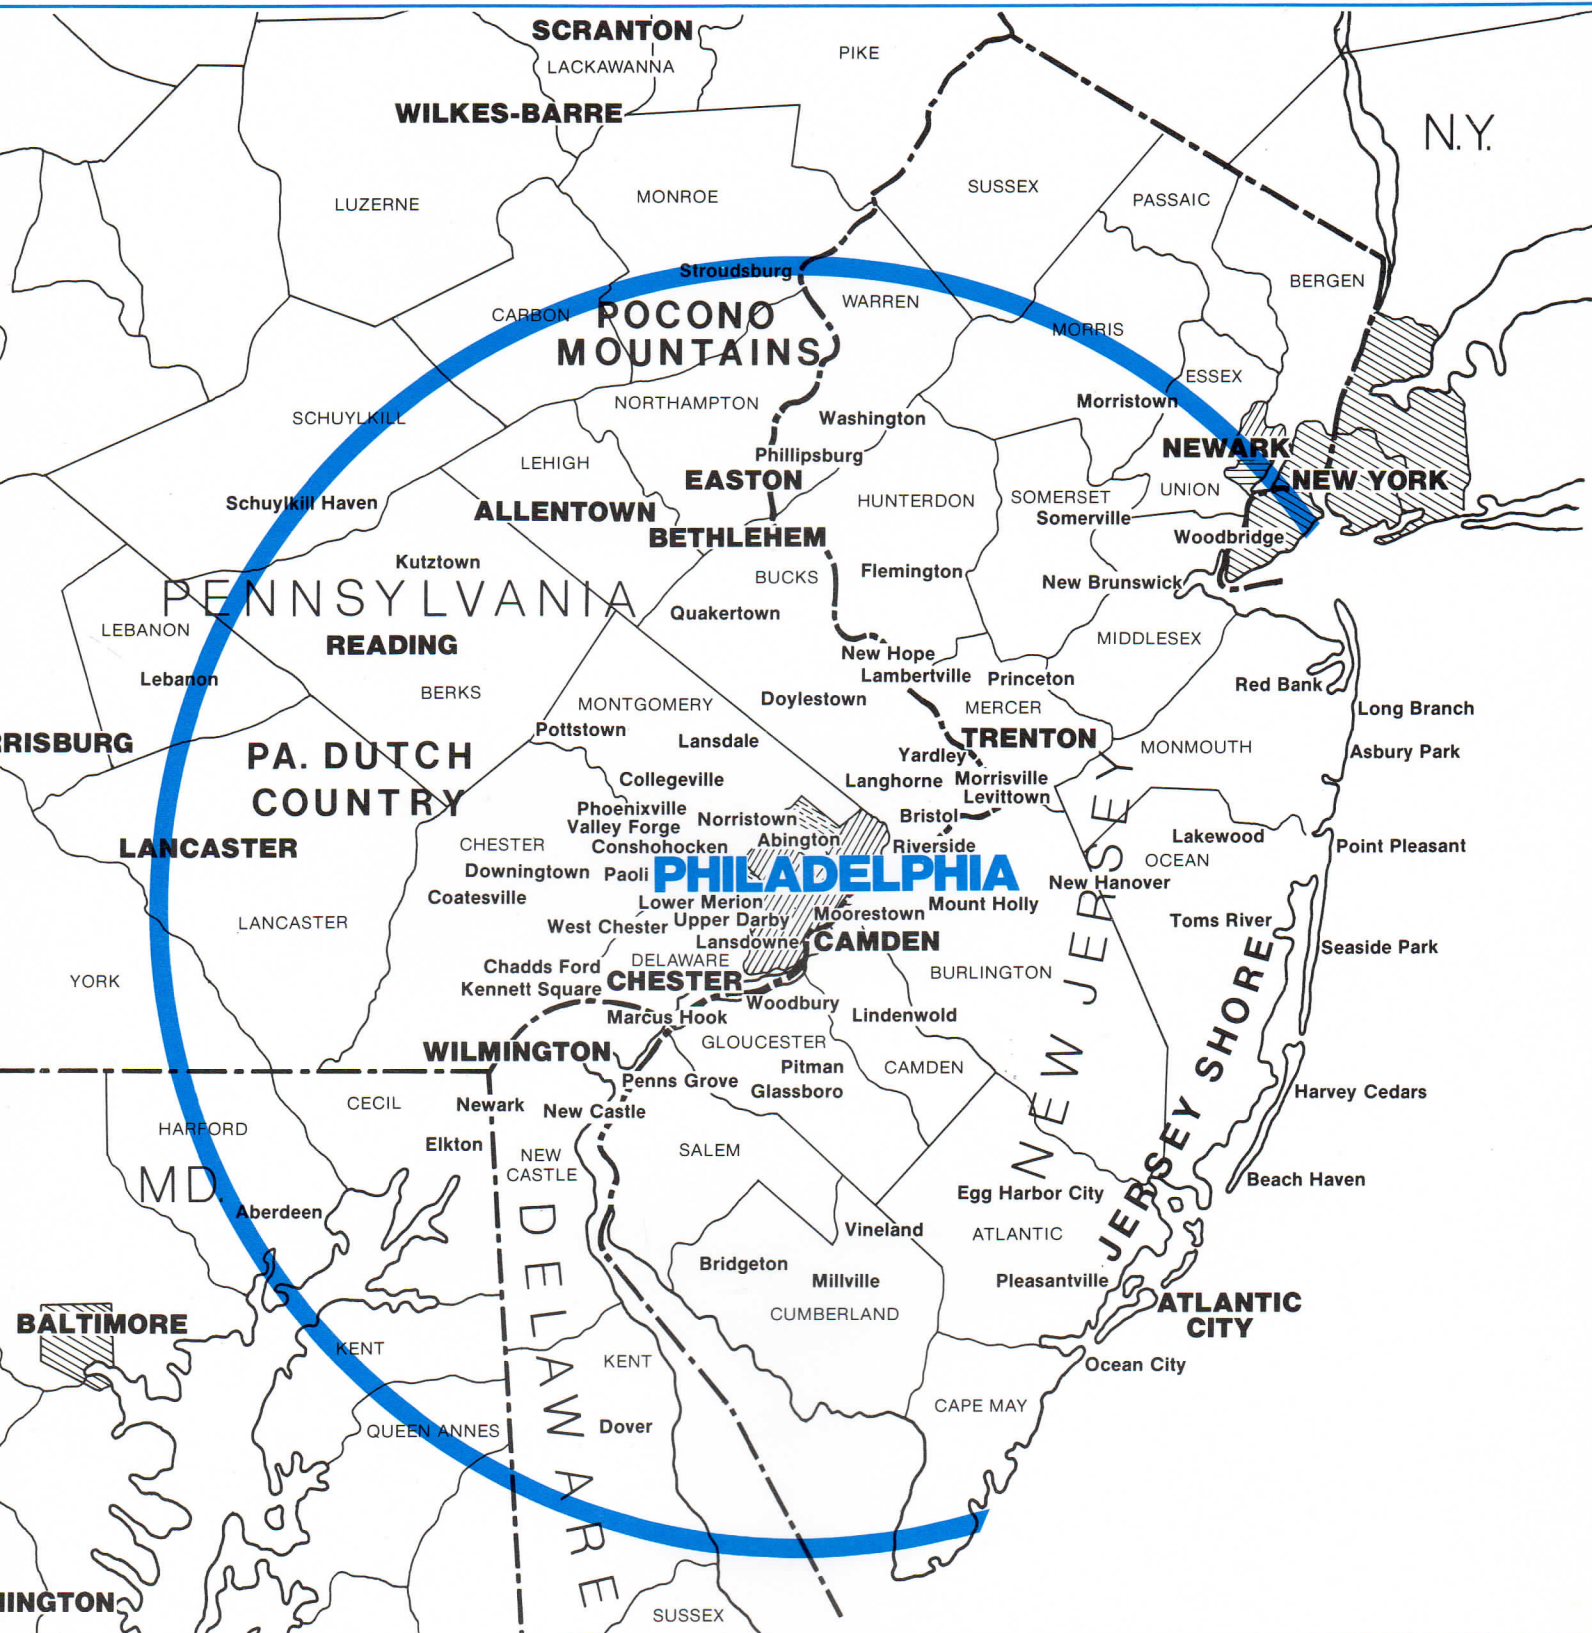 SCRANTON
LACKAWANNA
PIKE
WILKES-BARRE
N.Y.
LUZERNE
MONROE
SUSSEX
PASSAIC
Stroudsburg
BERGEN
WARREN
CARBON
POCONO
MOUNTAINS
MORRIS
ESSEX
NORTHAMPTON
Morristown
SCHUYLKILL
Washington
NEWARK
Phillipsburg
LEHIGH
EASTON
NEW YORK
UNION
SOMERSET
HUNTERDON
Schuylkill Haven
ALLENTOWN
Somerville
BETHLEHEM
Woodbridge
Kutztown
BUCKS
Flemington
New Brunswick
PENNSYLVANIA
Quakertown
LEBANON
READING
MIDDLESEX
New Hope
Lebanon
Lambertville
Princeton
Red Bank
BERKS
MONTGOMERY
Doylestown
MERCER
Long Branch
Pottstown
Lansdale
TRENTON
RRISBURG
PA. DUTCH
COUNTRY
MONMOUTH
Asbury Park
Yardley
Collegeville
Langhorne
Morrisville
Levittown
Phoenixville
Norristown
Bristol
Valley Forge
Abington
Lakewood
CHESTER
Conshohocken
Riverside
Point Pleasant
LANCASTER
OCEAN
Downingtown
Paoli
PHILADELPHIA
New Hanover
Coatesville
Lower Merion
Mount Holly
Moorestown
LANCASTER
West Chester
Upper Darby
Toms River
Lansdowne
CAMDEN
Seaside Park
DELAWARE
Chadds Ford
BURLINGTON
YORK
CHESTER
Kennett Square
Woodbury
Marcus Hook
Lindenwold
NEW JERSEY
JERSEY SHORE
GLOUCESTER
WILMINGTON
Pitman
CAMDEN
Penns Grove
Glassboro
Harvey Cedars
CECIL
Newark
New Castle
HARFORD
Elkton
SALEM
NEW
CASTLE
MD.
Beach Haven
Egg Harbor City
Aberdeen
Vineland
ATLANTIC
DELAWARE
Bridgeton
Millville
Pleasantville
ATLANTIC
CITY
CUMBERLAND
BALTIMORE
KENT
KENT
Ocean City
CAPE MAY
QUEEN ANNES
Dover
HINGTON
SUSSEX